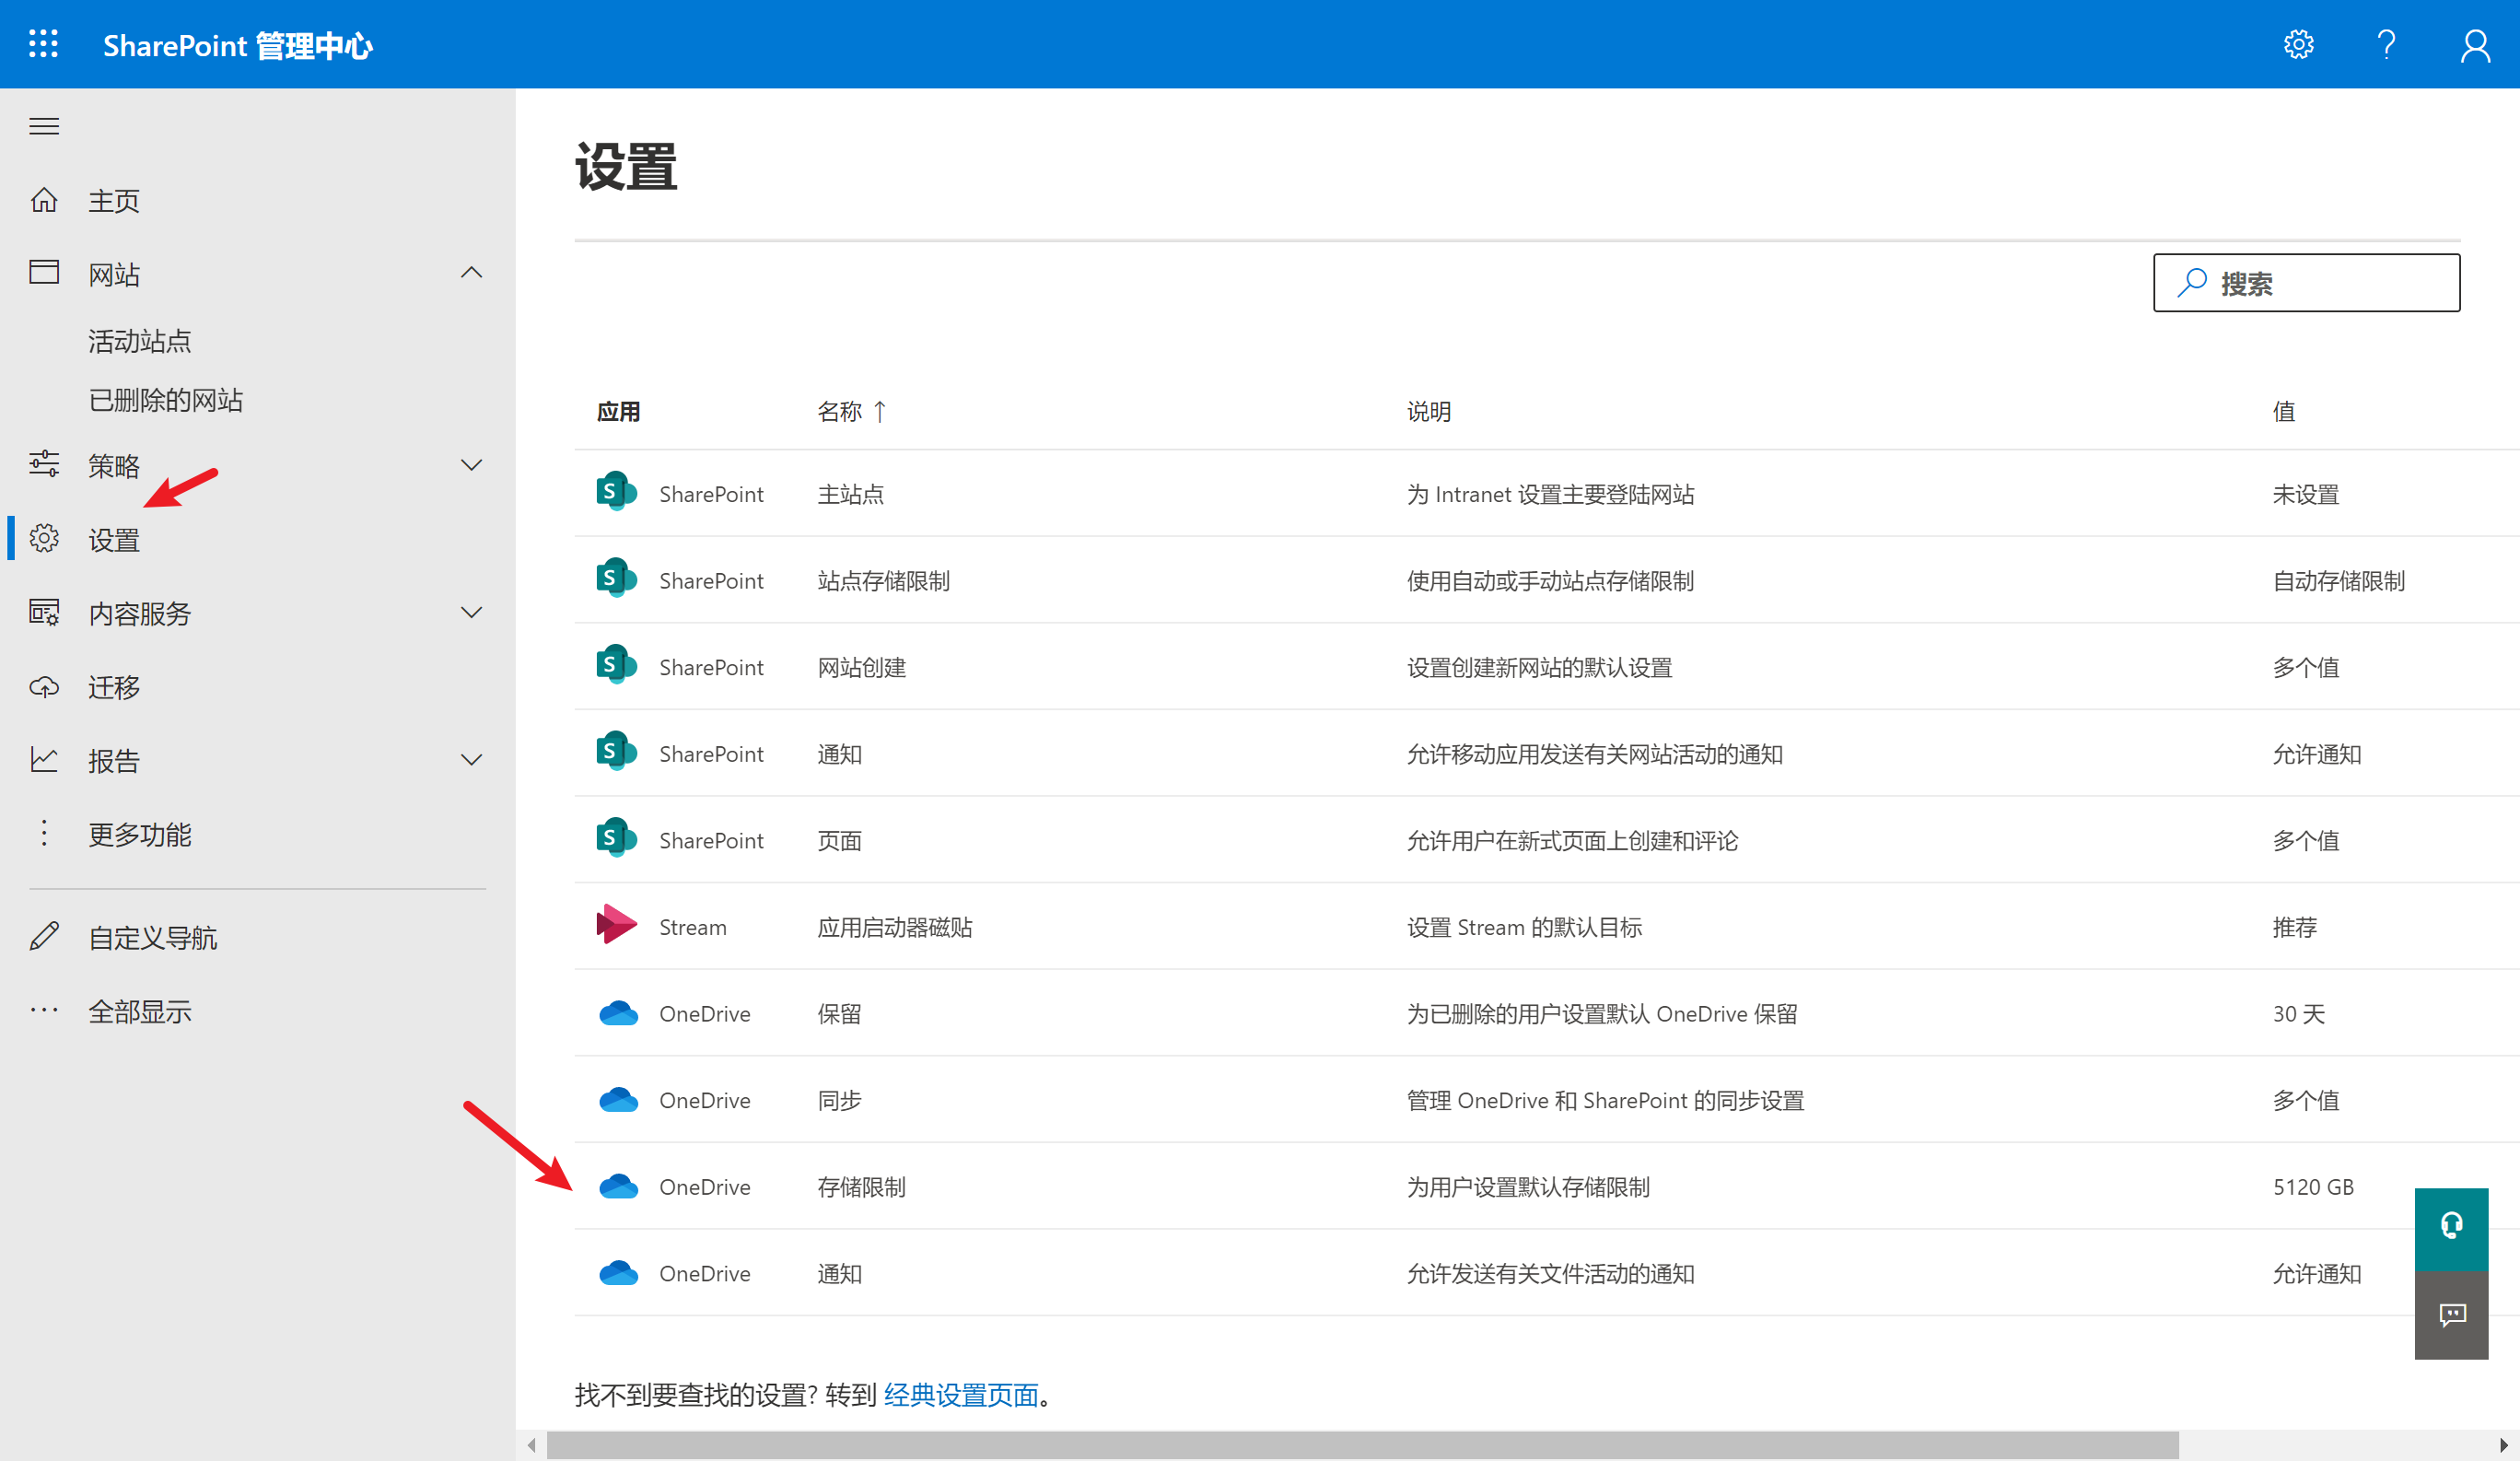 SharePoint 管理中心
主页
网站
活动站点
已删除的网站
策略
设置
内容服务
迁移
报告
更多功能
自定义导航
全部显示
设置
搜索
应用 名称 ↑ 说明 值
SharePoint 主站点 为 Intranet 设置主要登陆网站 未设置
SharePoint 站点存储限制 使用自动或手动站点存储限制 自动存储限制
SharePoint 网站创建 设置创建新网站的默认设置 多个值
SharePoint 通知 允许移动应用发送有关网站活动的通知 允许通知
SharePoint 页面 允许用户在新式页面上创建和评论 多个值
Stream 应用启动器磁贴 设置 Stream 的默认目标 推荐
OneDrive 保留 为已删除的用户设置默认 OneDrive 保留 30 天
OneDrive 同步 管理 OneDrive 和 SharePoint 的同步设置 多个值
OneDrive 存储限制 为用户设置默认存储限制 5120 GB
OneDrive 通知 允许发送有关文件活动的通知 允许通知
找不到要查找的设置? 转到 经典设置页面。